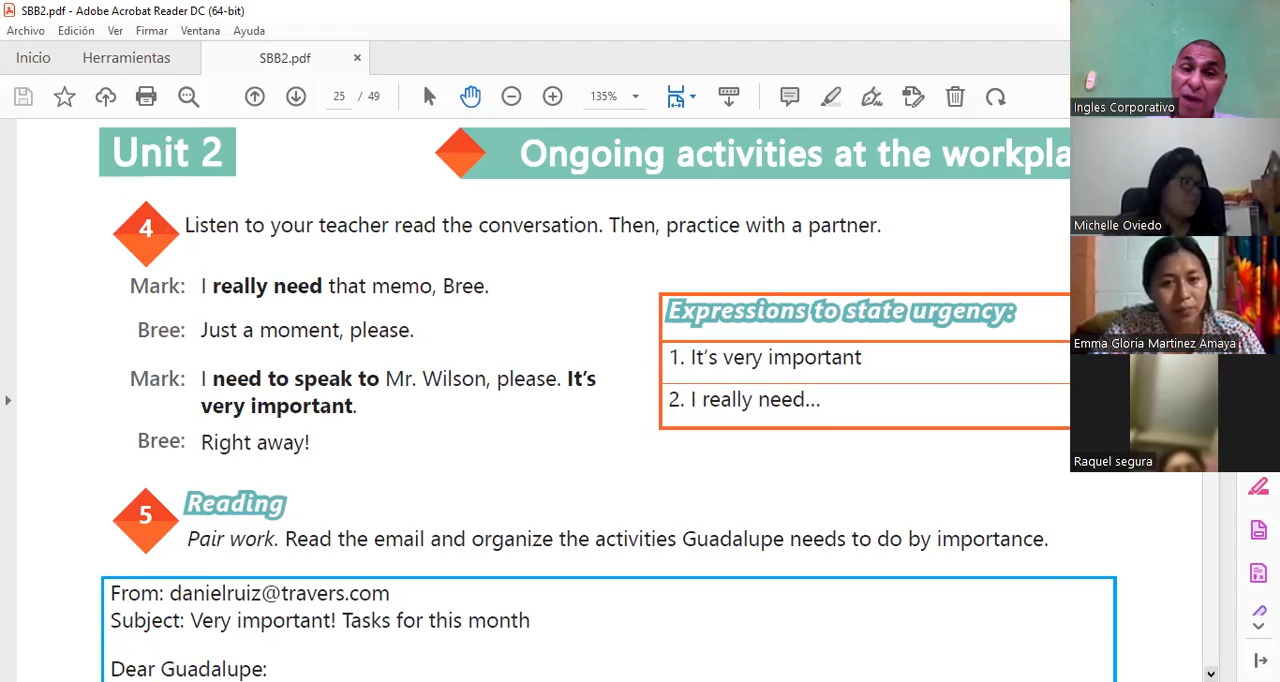 SBB2.pdf - Adobe Acrobat Reader DC (64-bit)
Archivo Edición Ver Firmar Ventana Ayuda
Inicio Herramientas SBB2.pdf ×
25 / 49 135%
Unit 2 Ongoing activities at the workpla
4 Listen to your teacher read the conversation. Then, practice with a partner.
Mark: I really need that memo, Bree.
Bree: Just a moment, please.
Mark: I need to speak to Mr. Wilson, please. It's
very important.
Bree: Right away!
Expressions to state urgency:
1. It's very important
2. I really need...
5 Reading
Pair work. Read the email and organize the activities Guadalupe needs to do by importance.
From: danielruiz@travers.com
Subject: Very important! Tasks for this month
Dear Guadalupe:
Ingles Corporativo
Michelle Oviedo
Emma Gloria Martinez Amaya
Raquel segura